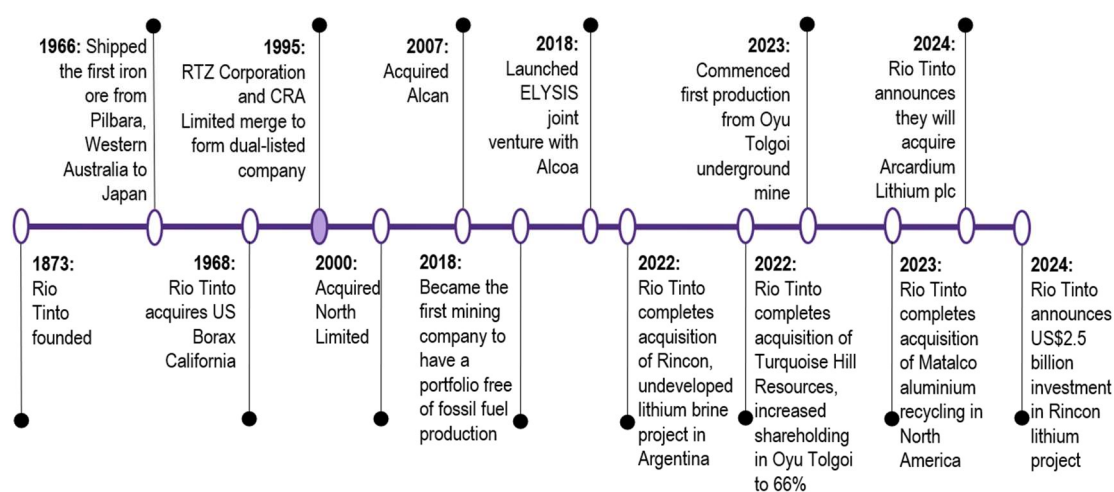 1966: Shipped
the first iron
ore from
Pilbara,
Western
Australia to
Japan
1995:
RTZ Corporation
and CRA
Limited merge to
form dual-listed
company
2007:
Acquired
Alcan
2018:
Launched
ELYSIS
joint
venture with
Alcoa
2023:
Commenced
first production
from Oyu
Tolgoi
underground
mine
2024:
Rio Tinto
announces
they will
acquire
Arcardium
Lithium plc
1873:
Rio
Tinto
founded
1968:
Rio Tinto
acquires US
Borax
California
2000:
Acquired
North
Limited
2018:
Became the
first mining
company to
have a
portfolio free
of fossil fuel
production
2022:
Rio Tinto
completes
acquisition
of Rincon,
undeveloped
lithium brine
project in
Argentina
2022:
Rio Tinto
completes
acquisition of
Turquoise Hill
Resources,
increased
shareholding
in Oyu Tolgoi
to 66%
2023:
Rio Tinto
completes
acquisition
of Matalco
aluminium
recycling in
North
America
2024:
Rio Tinto
announces
US$2.5
billion
investment
in Rincon
lithium
project